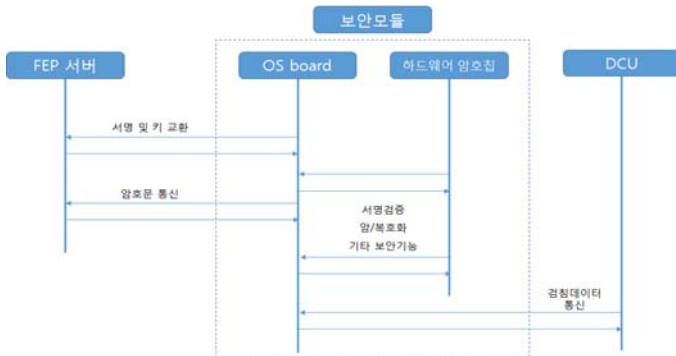 보안모듈
FEP 서버
OS board
하드웨어 암호칩
DCU
서명 및 키 교환
암호문 통신
서명검증
암/복호화
기타 보안기능
검침데이터
통신